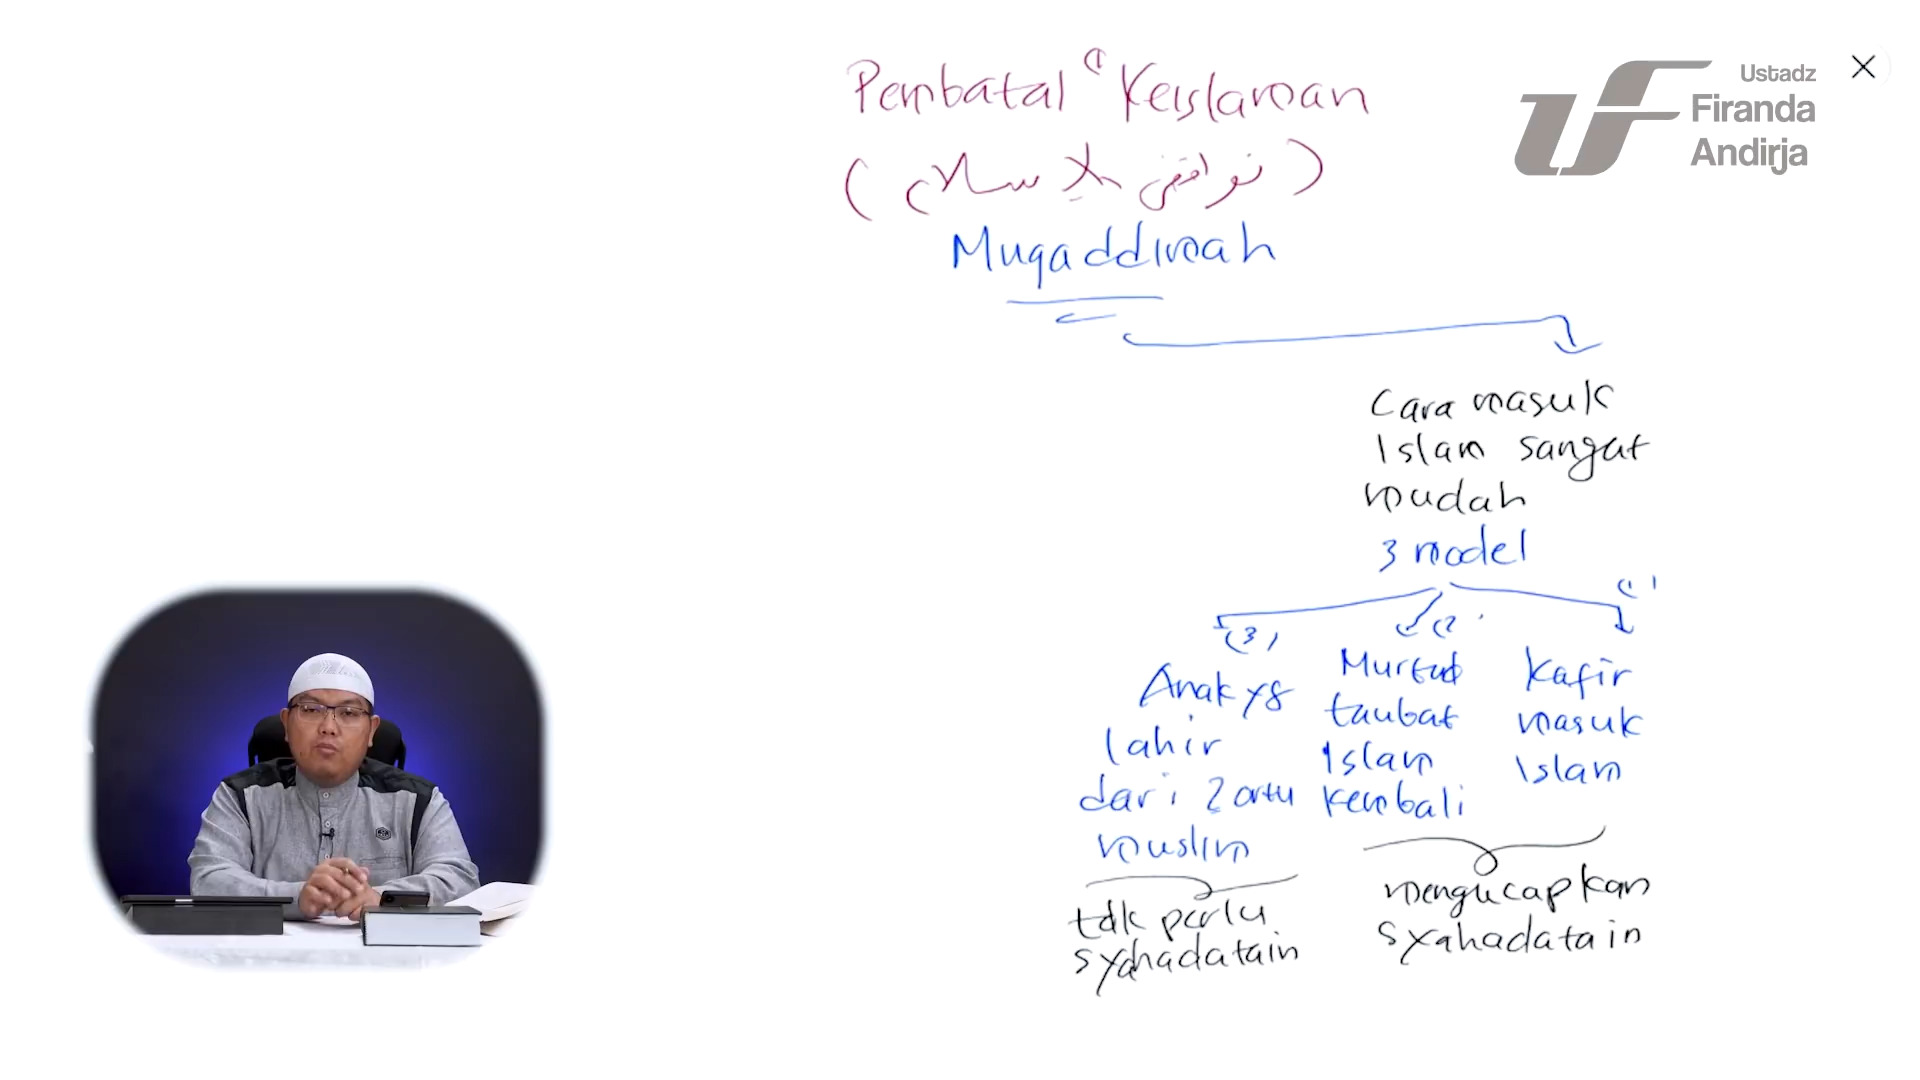 Pembatal² Keislaman
(نواقض الإسلام)
Muqaddimah
Ustadz
Firanda
Andirja
Cara masuk
Islam sangat
mudah
3 model
(1)
Kafir
masuk
Islam
(2)
Murtad
taubat
Islam
kembali
mengucapkan
syahadatain
(3)
Anak yg
lahir
dari 2 ortu
muslim
tdk perlu
syahadatain